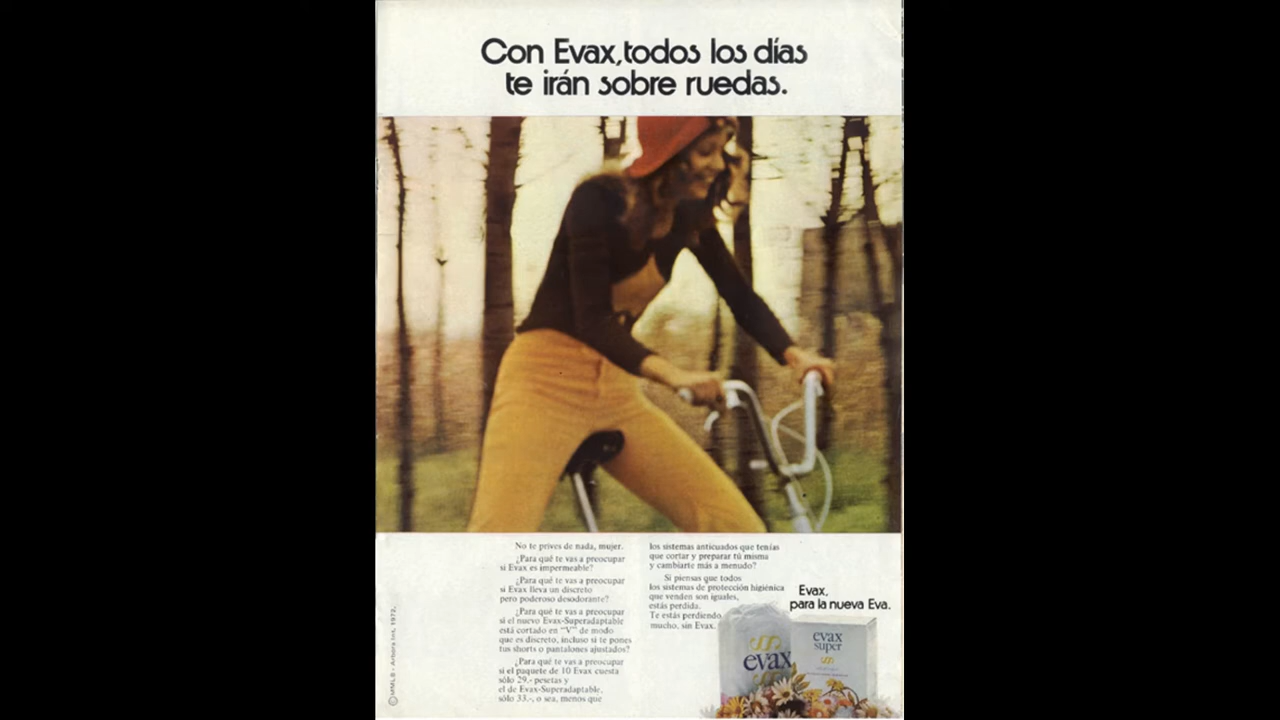 Con Evax, todos los días
te irán sobre ruedas.
No te prives de nada, mujer.
¿Para qué te vas a preocupar
si Evax es impermeable?
¿Para qué te vas a preocupar
si Evax lleva un discreto
pero poderoso desodorante?
¿Para qué te vas a preocupar
si el nuevo Evax-Superadaptable
está cortado en "V" de modo
que es discreto, incluso si te pones
tus shorts o pantalones ajustados?
¿Para qué te vas a preocupar
si el paquete de 10 Evax cuesta
sólo 29.- pesetas y
el de Evax-Superadaptable,
sólo 33.-, o sea, menos que
los sistemas anticuados que tenías
que cortar y preparar tú misma
y cambiarte más a menudo?
Si piensas que todos
los sistemas de protección higiénica
que venden son iguales,
estás perdida.
Te estás perdiendo
mucho, sin Evax.
Evax,
para la nueva Eva.
evax
evax
super
© MMLB - Arbora Int. 1972.